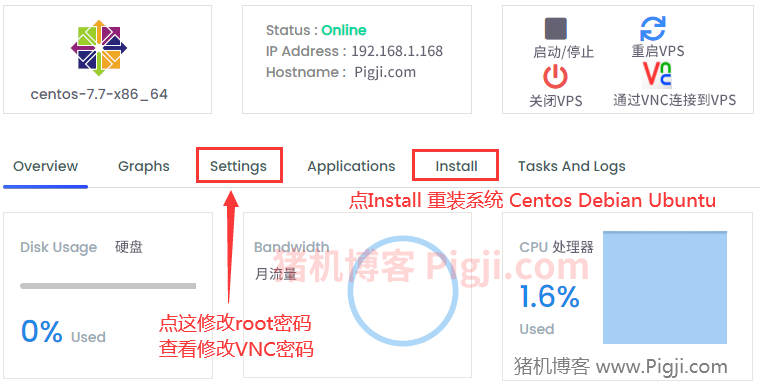 centos-7.7-x86_64
Status : Online
IP Address : 192.168.1.168
Hostname : Pigji.com
启动/停止
重启VPS
VNC
关闭VPS
通过VNC连接到VPS
Overview Graphs Settings Applications Install Tasks And Logs
点Install 重装系统 Centos Debian Ubuntu
Disk Usage 硬盘
0% Used
Bandwidth
月流量
CPU 处理器
1.6%
Used
猪机博客 Pigji.com
点这修改root密码
查看修改VNC密码
猪机博客 www.Pigji.com